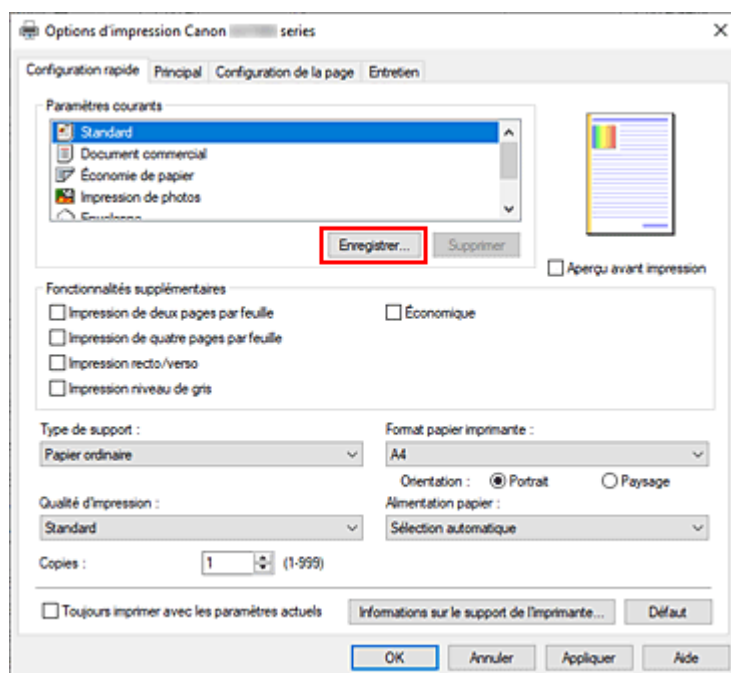 Options d'impression Canon series
Configuration rapide Principal Configuration de la page Entretien
Paramètres courants
Standard
Document commercial
Économie de papier
Impression de photos
Enregistrer... Supprimer
Aperçu avant impression
Fonctionnalités supplémentaires
Impression de deux pages par feuille Économique
Impression de quatre pages par feuille
Impression recto/verso
Impression niveau de gris
Type de support : Format papier imprimante :
Papier ordinaire A4
Orientation : Portrait Paysage
Qualité d'impression : Alimentation papier :
Standard Sélection automatique
Copies : 1 (1-999)
Toujours imprimer avec les paramètres actuels Informations sur le support de l'imprimante... Défaut
OK Annuler Appliquer Aide